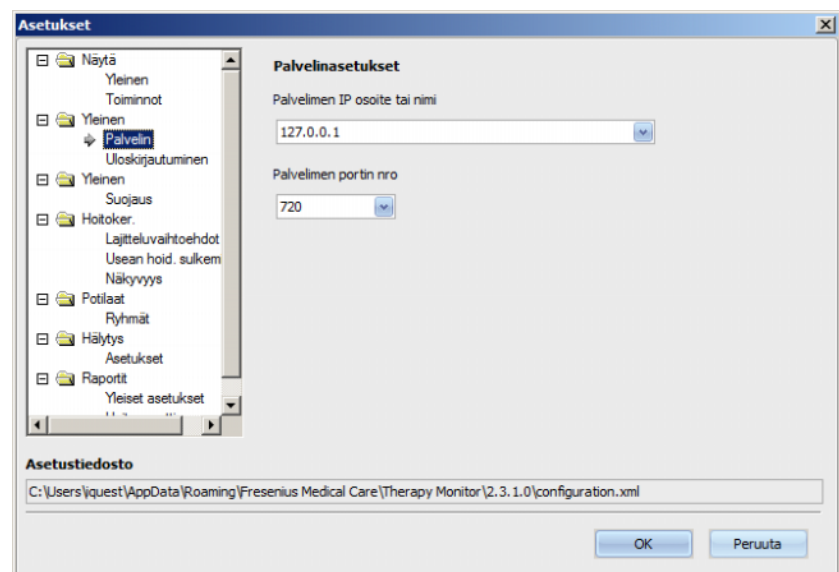 Asetukset
Näytä
Yleinen
Toiminnot
Yleinen
Palvelin
Uloskirjautuminen
Yleinen
Suojaus
Hoitoker.
Lajitteluvaihtoehdot
Usean hoid. sulkem
Näkyvyys
Potilaat
Ryhmät
Hälytys
Asetukset
Raportit
Yleiset asetukset
Palvelinasetukset
Palvelimen IP osoite tai nimi
127.0.0.1
Palvelimen portin nro
720
Asetustiedosto
C:\Users\iquest\AppData\Roaming\Fresenius Medical Care\Therapy Monitor\2.3.1.0\configuration.xml
OK Peruuta